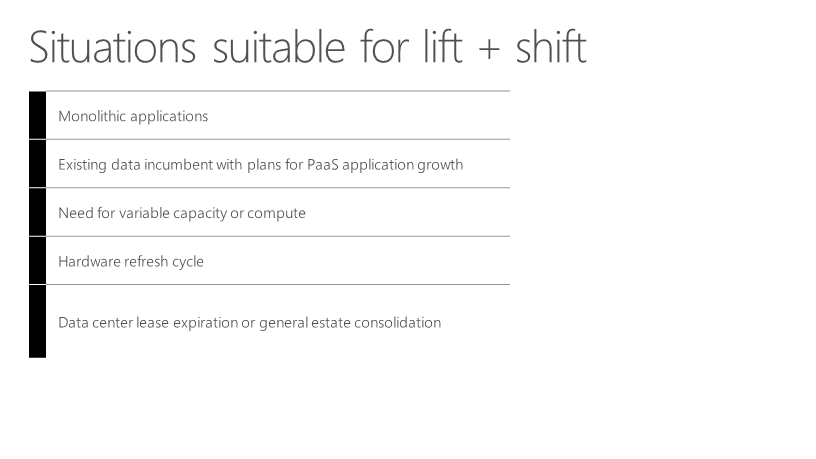 Situations suitable for lift + shift
Monolithic applications
Existing data incumbent with plans for PaaS application growth
Need for variable capacity or compute
Hardware refresh cycle
Data center lease expiration or general estate consolidation